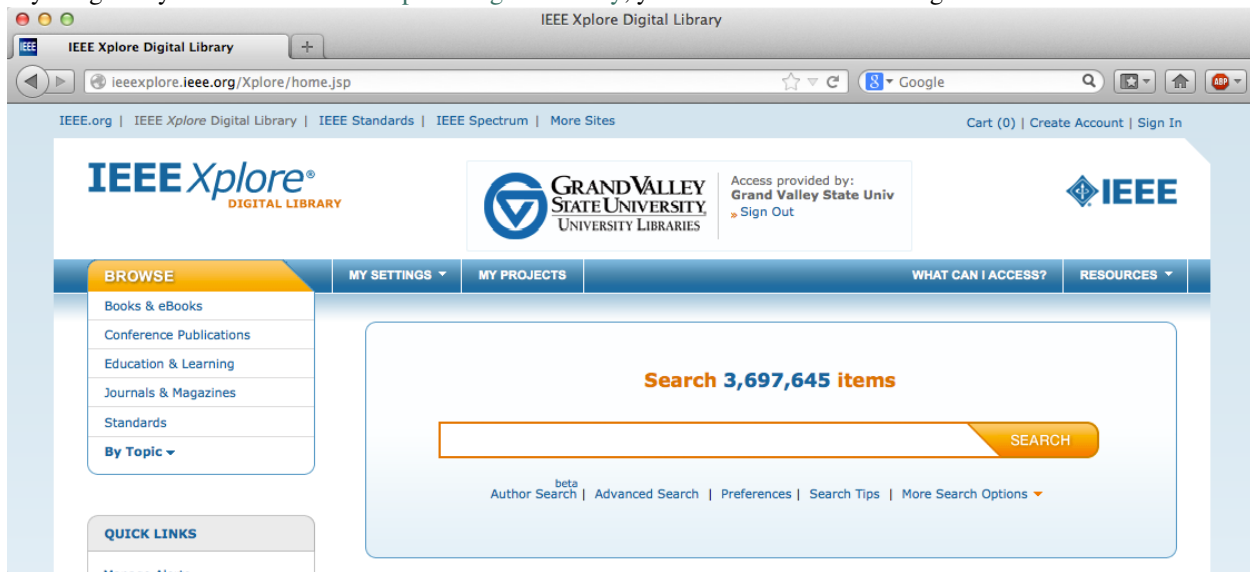 IEEE Xplore Digital Library
IEEE IEEE Xplore Digital Library +
ieeexplore.ieee.org/Xplore/home.jsp Google ABP
IEEE.org | IEEE Xplore Digital Library | IEEE Standards | IEEE Spectrum | More Sites
Cart (0) | Create Account | Sign In
IEEE Xplore®
DIGITAL LIBRARY
GRAND VALLEY
STATE UNIVERSITY
UNIVERSITY LIBRARIES
Access provided by:
Grand Valley State Univ
» Sign Out
IEEE
BROWSE
MY SETTINGS
MY PROJECTS
WHAT CAN I ACCESS?
RESOURCES
Books & eBooks
Conference Publications
Education & Learning
Journals & Magazines
Standards
By Topic
Search 3,697,645 items
SEARCH
beta
Author Search | Advanced Search | Preferences | Search Tips | More Search Options
QUICK LINKS